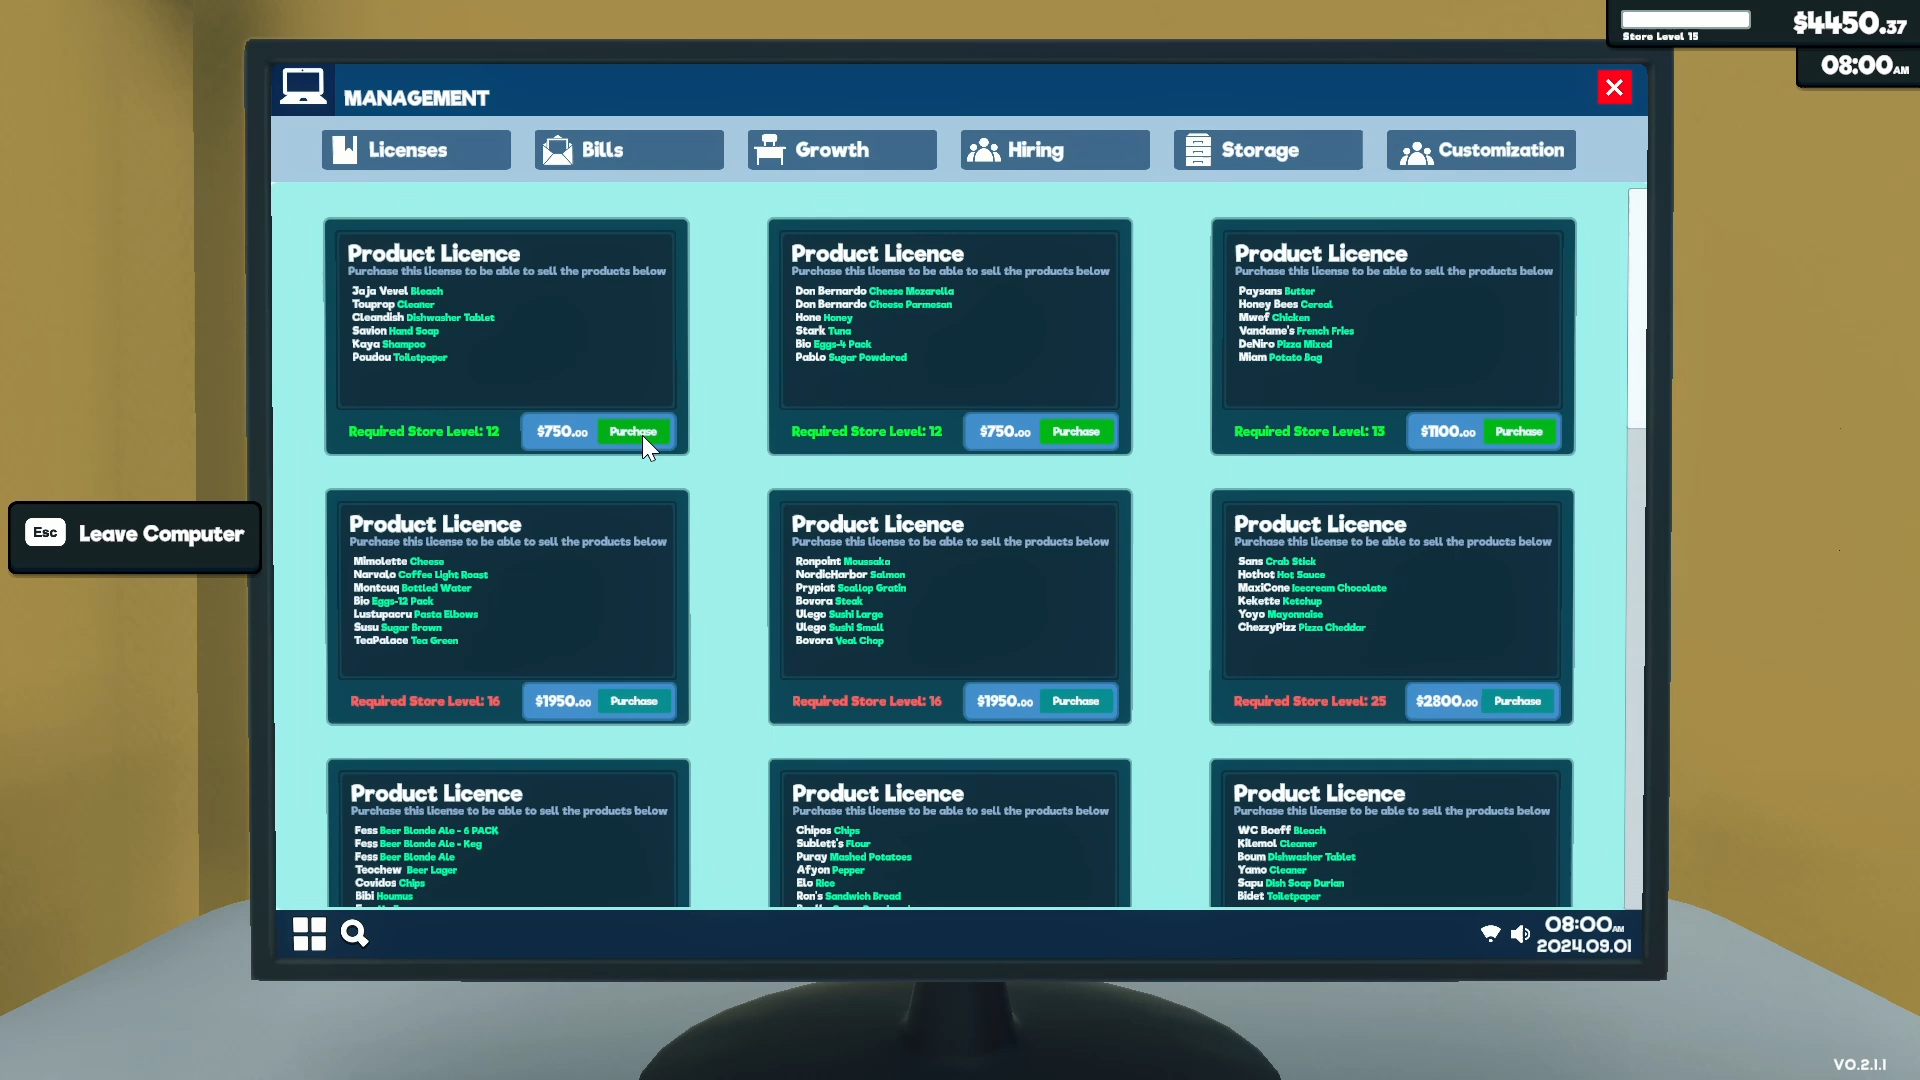 Store Level 15
$4450.37
08:00AM
MANAGEMENT
Licenses
Bills
Growth
Hiring
Storage
Customization
Product Licence
Purchase this license to be able to sell the products below
Jaja Vevel Bleach
Touprop Cleaner
Cleandish Dishwasher Tablet
Savion Hand Soap
Kaya Shampoo
Poudou Toiletpaper
Required Store Level: 12
$750.00
Purchase
Product Licence
Purchase this license to be able to sell the products below
Don Bernardo Cheese Mozarella
Don Bernardo Cheese Parmesan
Hone Honey
Stark Tuna
Bio Eggs-4 Pack
Pablo Sugar Powdered
Required Store Level: 12
$750.00
Purchase
Product Licence
Purchase this license to be able to sell the products below
Paysans Butter
Honey Bees Cereal
Mwef Chicken
Vandame's French Fries
DeNiro Pizza Mixed
Miam Potato Bag
Required Store Level: 13
$1100.00
Purchase
Esc
Leave Computer
Product Licence
Purchase this license to be able to sell the products below
Mimolette Cheese
Narvalo Coffee Light Roast
Montcuq Bottled Water
Bio Eggs-12 Pack
Lustupacru Pasta Elbows
Susu Sugar Brown
TeaPalace Tea Green
Required Store Level: 16
$1950.00
Purchase
Product Licence
Purchase this license to be able to sell the products below
Ronpoint Moussaka
NordicHarbor Salmon
Prypiat Scallop Gratin
Bovora Steak
Ulego Sushi Large
Ulego Sushi Small
Bovora Veal Chop
Required Store Level: 16
$1950.00
Purchase
Product Licence
Purchase this license to be able to sell the products below
Sans Crab Stick
Hothot Hot Sauce
MaxiCone Icecream Chocolate
Kekette Ketchup
Yoyo Mayonnaise
ChezzyPizz Pizza Cheddar
Required Store Level: 25
$2800.00
Purchase
Product Licence
Purchase this license to be able to sell the products below
Fess Beer Blonde Ale - 6 PACK
Fess Beer Blonde Ale - Keg
Fess Beer Blonde Ale
Teochew Beer Lager
Covidos Chips
Bibi Houmus
Product Licence
Purchase this license to be able to sell the products below
Chipos Chips
Sublett's Flour
Puray Mashed Potatoes
Afyon Pepper
Elo Rice
Ron's Sandwich Bread
Product Licence
Purchase this license to be able to sell the products below
WC Boeff Bleach
Kilemol Cleaner
Boum Dishwasher Tablet
Yamo Cleaner
Sapu Dish Soap Durian
Bidet Toiletpaper
08:00AM
2024.09.01
V0.2.1.1